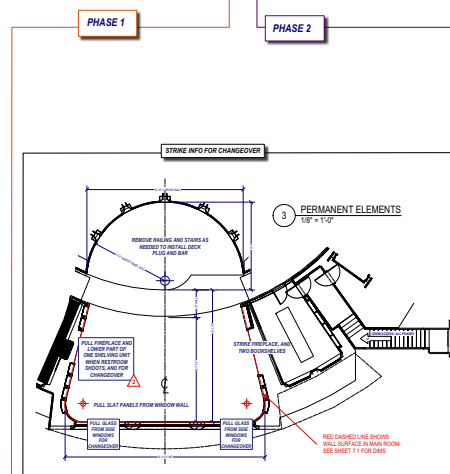 PHASE 1
PHASE 2
STRIKE INFO FOR CHANGEOVER
3 PERMANENT ELEMENTS
1/8" = 1'-0"
REMOVE RAILING AND STAIRS AS
NEEDED TO INSTALL DECK
PLUG AND BAR
PULL FIREPLACE AND
LOWER PART OF
ONE SHELVING UNIT
WHEN RESTROOM
SHOOTS, AND FOR
CHANGEOVER
2
STRIKE FIREPLACE, AND
TWO BOOKSHELVES
PULL SLAT PANELS FROM WINDOW WALL
PULL GLASS
FROM SIDE
WINDOWS
FOR
CHANGEOVER
PULL GLASS
FROM SIDE
WINDOWS
FOR
CHANGEOVER
RED DASHED LINE SHOWS
WALL SURFACE IN MAIN ROOM-
SEE SHEET 7.1 FOR DIMS